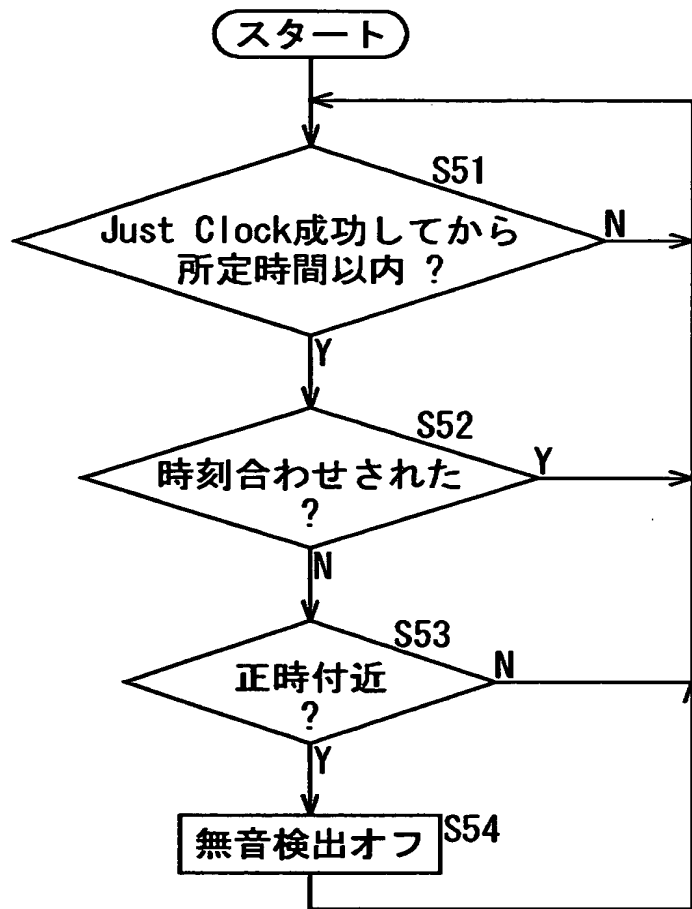 スタート
S51
Just Clock成功してから
所定時間以内 ?
N
Y
S52
時刻合わせされた
?
Y
N
S53
正時付近
?
N
Y
無音検出オフ
S54